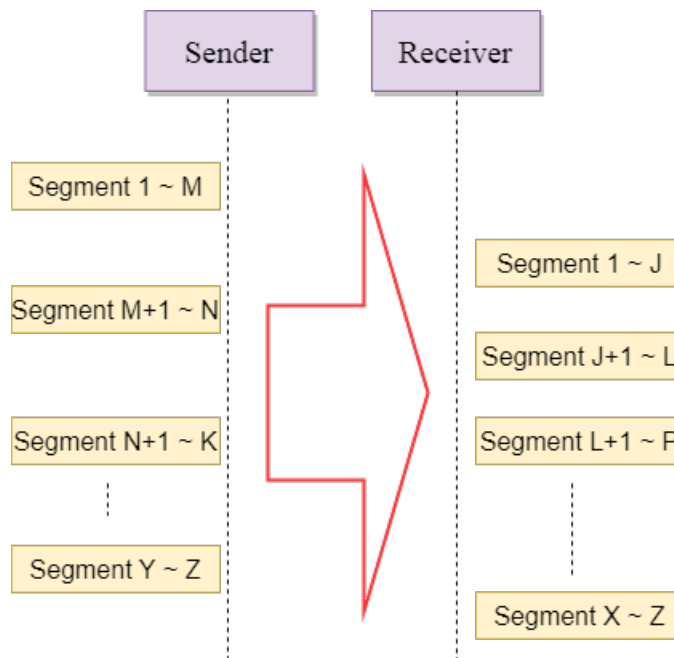 Sender
Receiver
Segment 1 ~ M
Segment 1 ~ J
Segment M+1 ~ N
Segment J+1 ~ L
Segment N+1 ~ K
Segment L+1 ~ P
Segment Y ~ Z
Segment X ~ Z